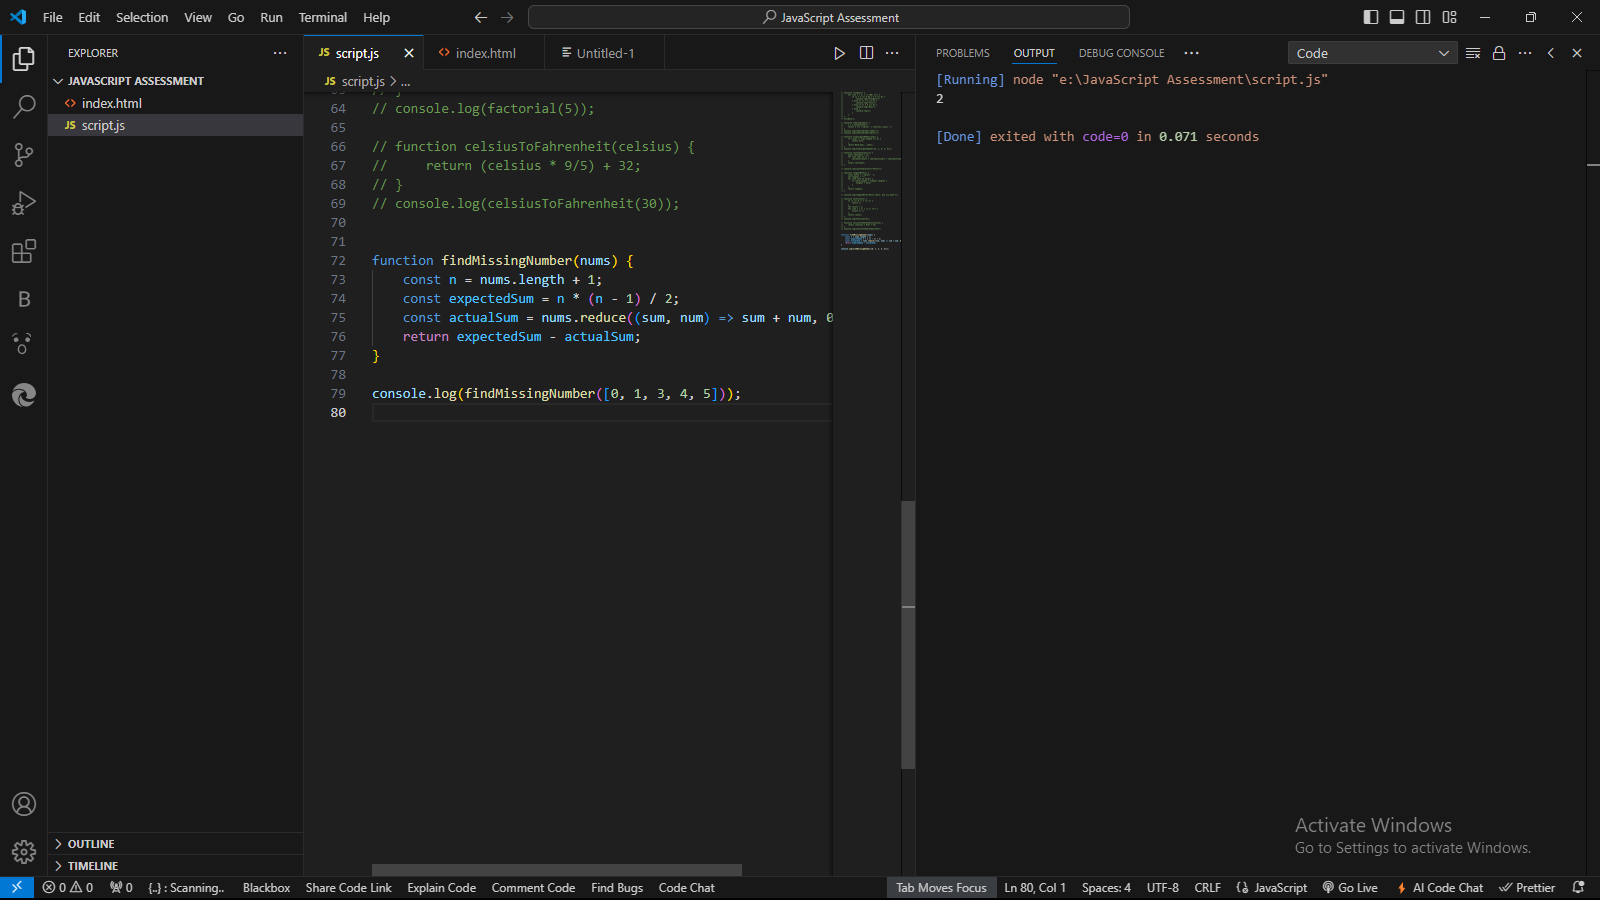 File Edit Selection View Go Run Terminal Help
JavaScript Assessment
EXPLORER
JAVASCRIPT ASSESSMENT
index.html
JS script.js
OUTLINE
TIMELINE
JS script.js
index.html
Untitled-1
JS script.js > ...
64 // console.log(factorial(5));
65
66 // function celsiusToFahrenheit(celsius) {
67 //     return (celsius * 9/5) + 32;
68 // }
69 // console.log(celsiusToFahrenheit(30));
70
71
72 function findMissingNumber(nums) {
73     const n = nums.length + 1;
74     const expectedSum = n * (n - 1) / 2;
75     const actualSum = nums.reduce((sum, num) => sum + num, 0
76     return expectedSum - actualSum;
77 }
78
79 console.log(findMissingNumber([0, 1, 3, 4, 5]));
80
PROBLEMS OUTPUT DEBUG CONSOLE
Code
[Running] node "e:\JavaScript Assessment\script.js"
2
[Done] exited with code=0 in 0.071 seconds
Activate Windows
Go to Settings to activate Windows.
0 0 0 {..} : Scanning.. Blackbox Share Code Link Explain Code Comment Code Find Bugs Code Chat Tab Moves Focus Ln 80, Col 1 Spaces: 4 UTF-8 CRLF JavaScript Go Live AI Code Chat Prettier